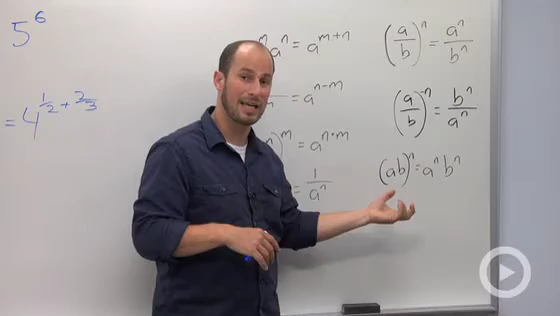 5^6
= 4^{1/2 + 2/3}
^m a^n = a^{m+n}
= a^{n-m}
)^m = a^{n•m}
= 1/a^n
(a/b)^n = a^n/b^n
(a/b)^{-n} = b^n/a^n
(ab)^n = a^n b^n